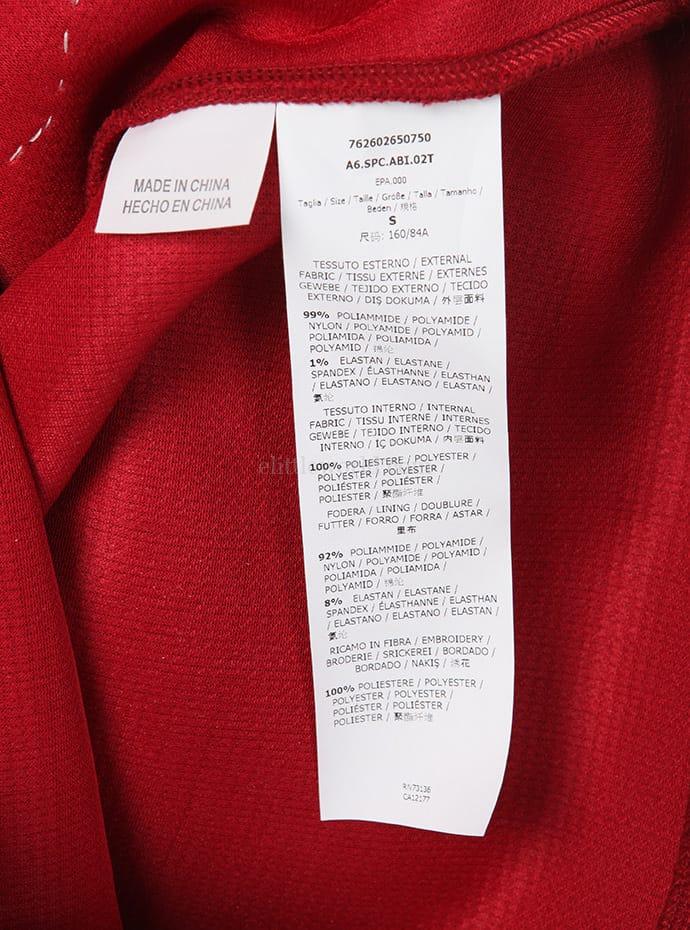 MADE IN CHINA
HECHO EN CHINA
762602650750
A6.SPC.ABI.02T
EPA.000
Taglia / Size / Taille / Größe / Talla / Tamanho /
Beden / 规格
S
尺码: 160/84A
TESSUTO ESTERNO / EXTERNAL
FABRIC / TISSU EXTERNE / EXTERNES
GEWEBE / TEJIDO EXTERNO / TECIDO
EXTERNO / DIŞ DOKUMA / 外层面料
99% POLIAMMIDE / POLYAMIDE /
NYLON / POLYAMIDE / POLYAMID /
POLIAMIDA / POLIAMIDA /
POLYAMID / 锦纶
1% ELASTAN / ELASTANE /
SPANDEX / ÉLASTHANNE / ELASTHAN
/ ELASTANO / ELASTANO / ELASTAN /
氨纶
TESSUTO INTERNO / INTERNAL
FABRIC / TISSU INTERNE / INTERNES
GEWEBE / TEJIDO INTERNO / TECIDO
INTERNO / IÇ DOKUMA / 内层面料
100% POLIESTERE / POLYESTER /
POLYESTER / POLYESTER /
POLIÉSTER / POLIÉSTER /
POLIESTER / 聚酯纤维
FODERA / LINING / DOUBLURE /
FUTTER / FORRO / FORRA / ASTAR /
里布
92% POLIAMMIDE / POLYAMIDE /
NYLON / POLYAMIDE / POLYAMID /
POLIAMIDA / POLIAMIDA /
POLYAMID / 锦纶
8% ELASTAN / ELASTANE /
SPANDEX / ÉLASTHANNE / ELASTHAN
/ ELASTANO / ELASTANO / ELASTAN /
氨纶
RICAMO IN FIBRA / EMBROIDERY /
BRODERIE / SRICKEREI / BORDADO /
BORDADO / NAKIŞ / 绣花
100% POLIESTERE / POLYESTER /
POLYESTER / POLYESTER /
POLIÉSTER / POLIÉSTER /
POLIESTER / 聚酯纤维
RN73136
CA12177